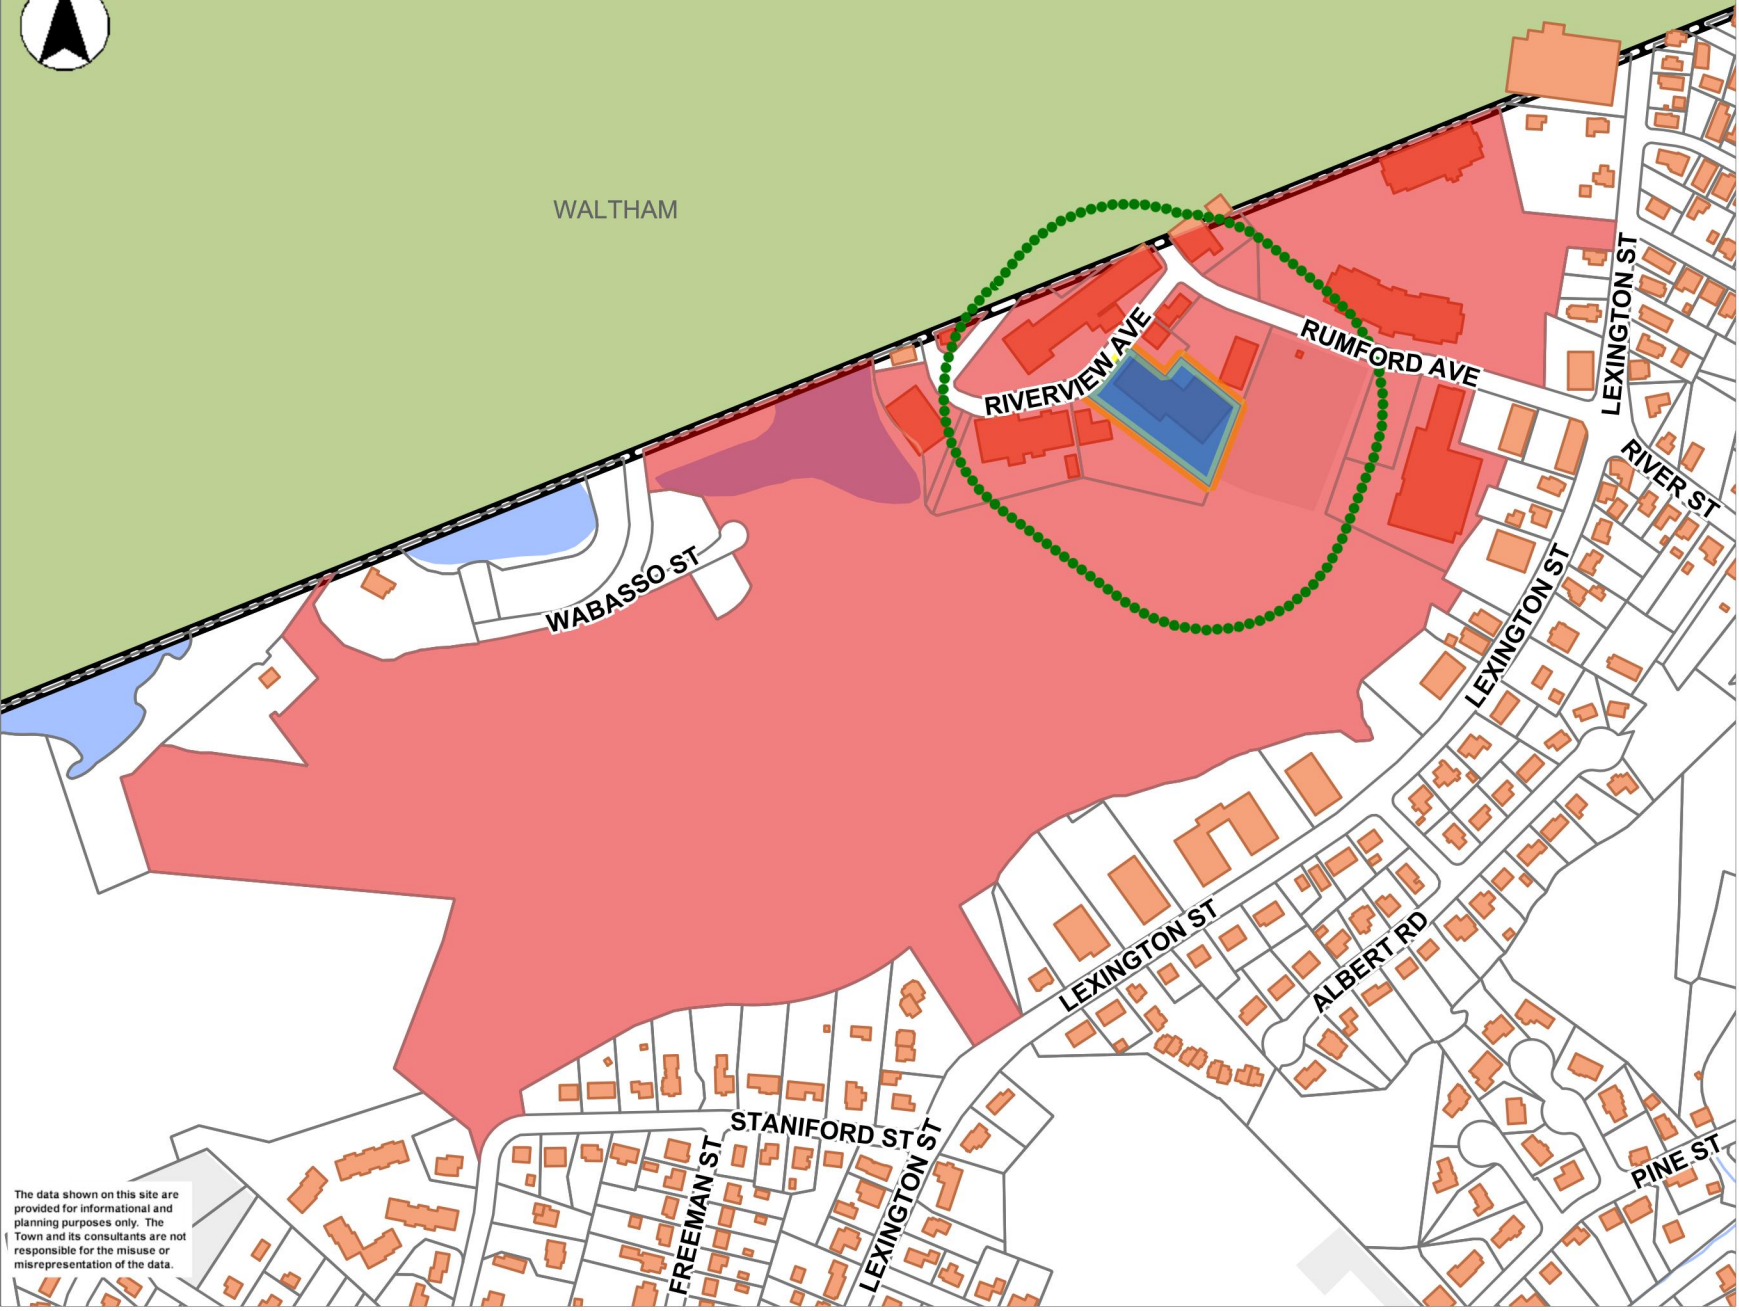 WALTHAM
LEXINGTON ST
RIVERVIEW AVE
RUMFORD AVE
RIVER ST
WABASSO ST
LEXINGTON ST
LEXINGTON ST
ALBERT RD
STANIFORD ST
FREEMAN ST
LEXINGTON ST
PINE ST
The data shown on this site are
provided for informational and
planning purposes only. The
Town and its consultants are not
responsible for the misuse or
misrepresentation of the data.